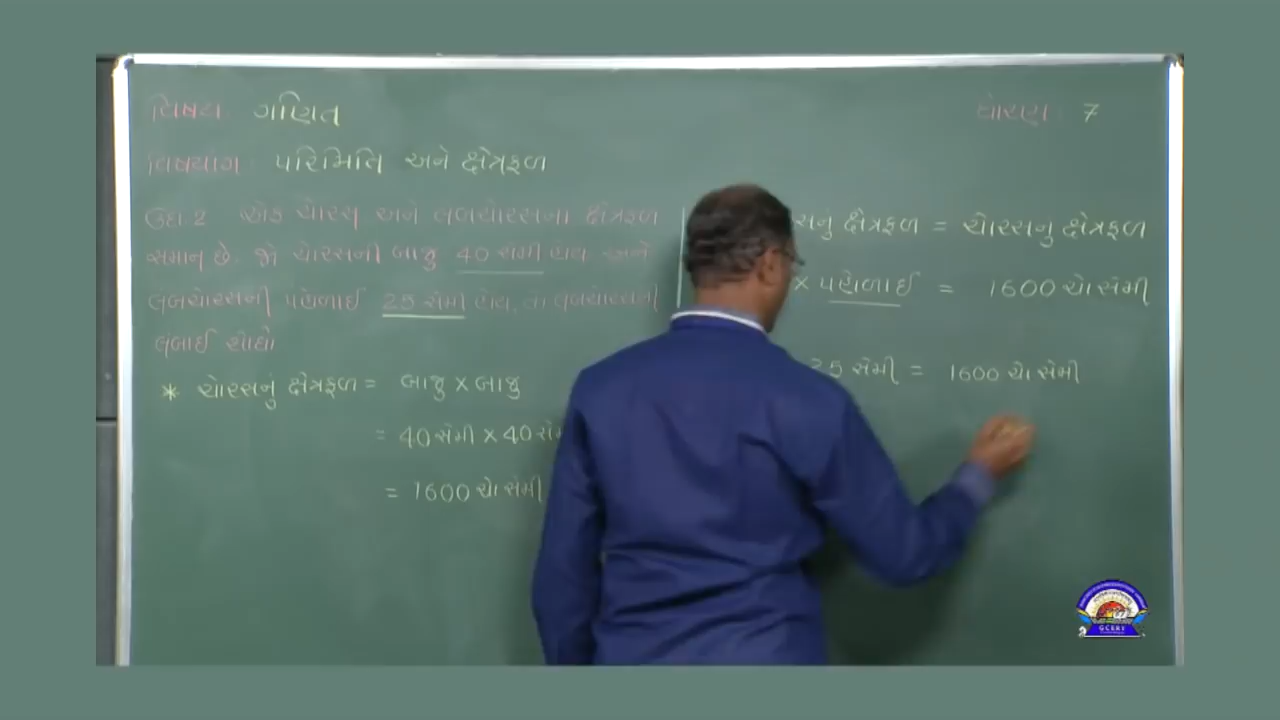 વિષય: ગણિત
ધોરણ: 7
વિષયાંગ: પરિમિતિ અને ક્ષેત્રફળ
ઉદા.2 એક ચોરસ અને લંબચોરસના ક્ષેત્રફળ
સમાન છે. જો ચોરસની બાજુ 40 સેમી હોય અને
લંબચોરસની પહોળાઈ 25 સેમી હોય, તો લંબચોરસની
લંબાઈ શોધો
* ચોરસનું ક્ષેત્રફળ = બાજુ × બાજુ
= 40 સેમી × 40 સેમી
= 1600 ચો સેમી
ક્ષેત્રફળ = ચોરસનું ક્ષેત્રફળ
× પહોળાઈ = 1600 ચો સેમી
25 સેમી = 1600 ચો સેમી
GCERT